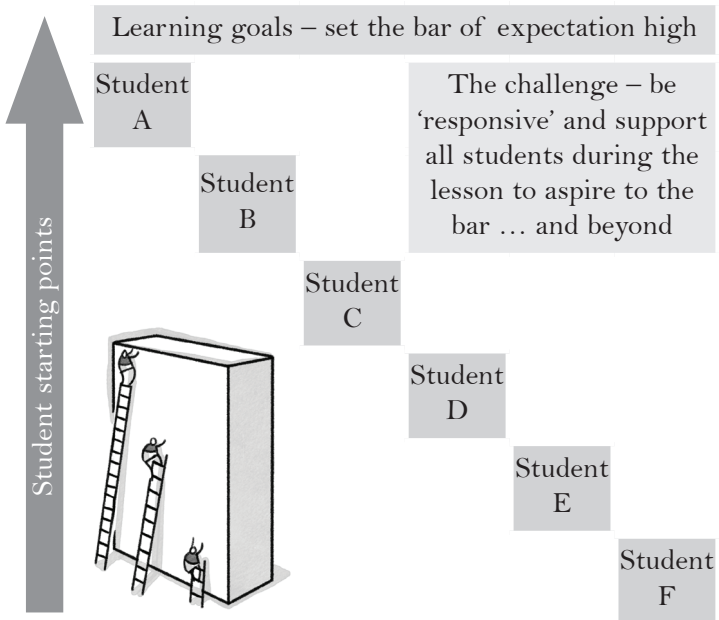 Learning goals – set the bar of expectation high
Student
A
The challenge – be
‘responsive’ and support
all students during the
lesson to aspire to the
bar … and beyond
Student
B
Student
C
Student
D
Student
E
Student
F
Student starting points